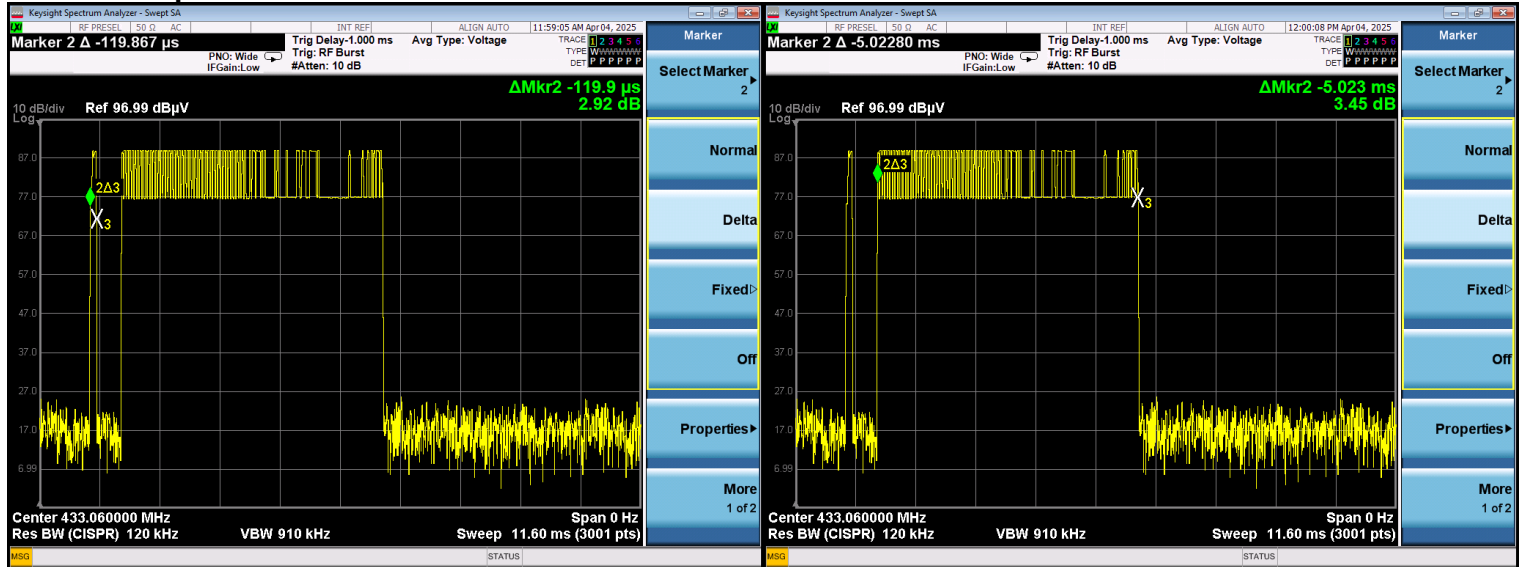 Keysight Spectrum Analyzer - Swept SA
LXI RF PRESEL 50 Ω AC INT REF ALIGN AUTO 11:59:05 AM Apr 04, 2025
Marker 2 Δ -119.867 µs
Trig Delay-1.000 ms Avg Type: Voltage TRACE 1 2 3 4 5 6
PNO: Wide Trig: RF Burst TYPE W
IFGain:Low #Atten: 10 dB DET P P P P P P
ΔMkr2 -119.9 µs
2.92 dB
10 dB/div Ref 96.99 dBµV
Log
87.0
77.0
67.0
57.0
47.0
37.0
27.0
17.0
6.99
2Δ3
3
Center 433.060000 MHz Span 0 Hz
Res BW (CISPR) 120 kHz VBW 910 kHz Sweep 11.60 ms (3001 pts)
MSG STATUS
Marker
Select Marker
2
Normal
Delta
Fixed
Off
Properties
More
1 of 2
Keysight Spectrum Analyzer - Swept SA
LXI RF PRESEL 50 Ω AC INT REF ALIGN AUTO 12:00:08 PM Apr 04, 2025
Marker 2 Δ -5.02280 ms
Trig Delay-1.000 ms Avg Type: Voltage TRACE 1 2 3 4 5 6
PNO: Wide Trig: RF Burst TYPE W
IFGain:Low #Atten: 10 dB DET P P P P P P
ΔMkr2 -5.023 ms
3.45 dB
10 dB/div Ref 96.99 dBµV
Log
87.0
77.0
67.0
57.0
47.0
37.0
27.0
17.0
6.99
2Δ3
3
Center 433.060000 MHz Span 0 Hz
Res BW (CISPR) 120 kHz VBW 910 kHz Sweep 11.60 ms (3001 pts)
MSG STATUS
Marker
Select Marker
2
Normal
Delta
Fixed
Off
Properties
More
1 of 2